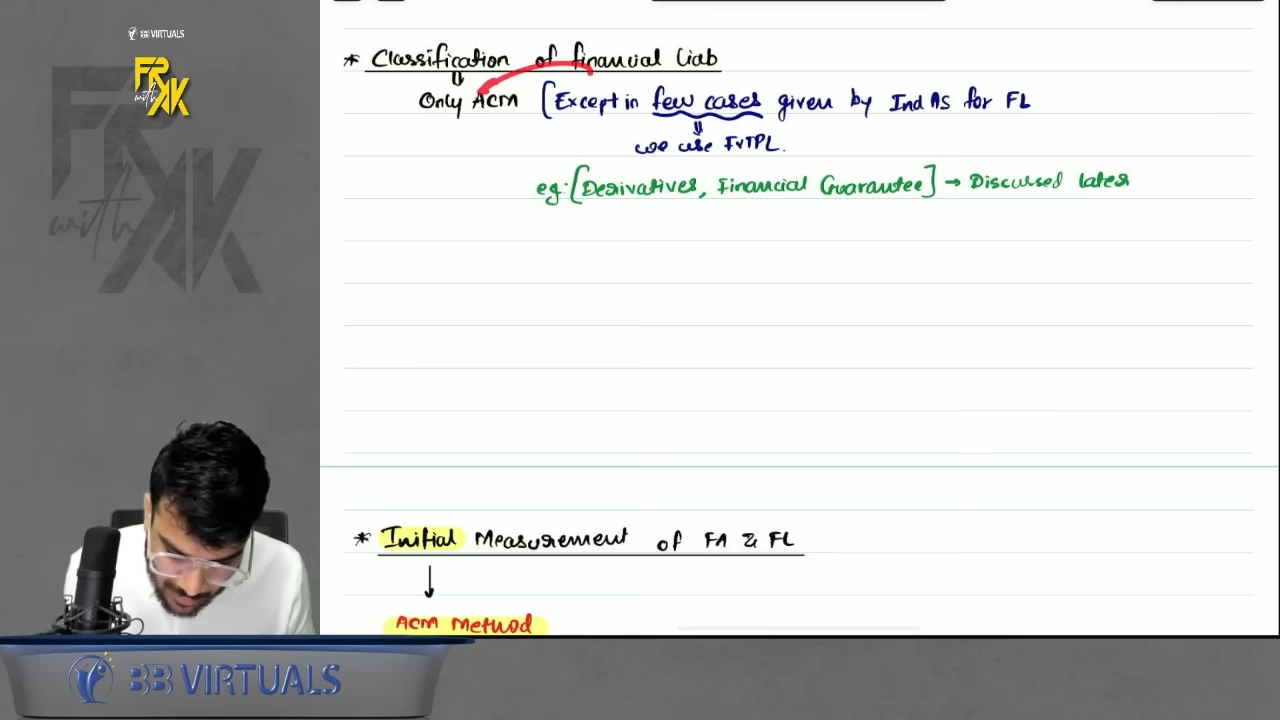 BB VIRTUALS
FR
with
AK
* Classification of financial Liab
Only ACM [Except in few cases given by Ind AS for FL
we use FVTPL.
eg:[Derivatives, Financial Guarantee] → Discussed later
* Initial Measurement of FA & FL
ACM Method
BB VIRTUALS